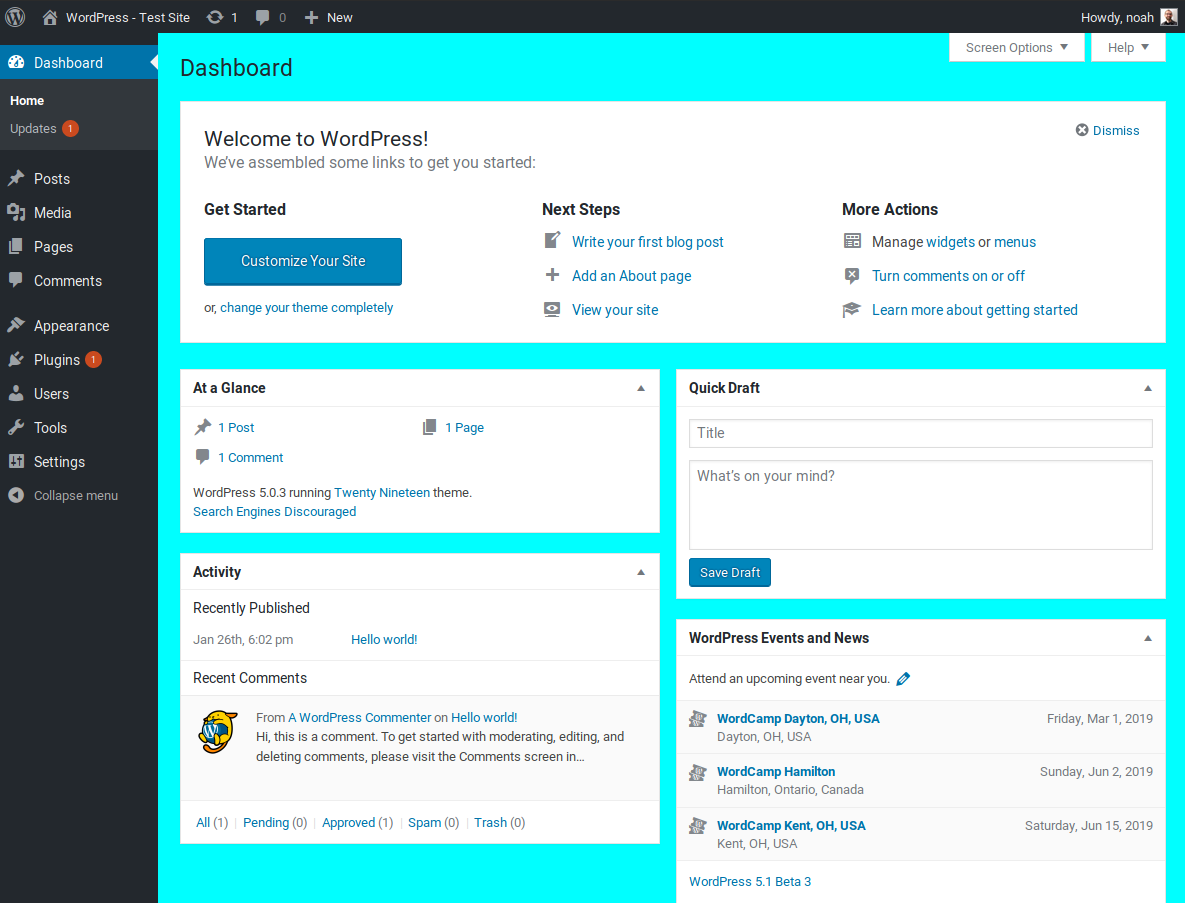 WordPress - Test Site 1 0 New Howdy, noah
Screen Options Help
Dashboard
Home
Updates 1
Posts
Media
Pages
Comments
Appearance
Plugins 1
Users
Tools
Settings
Collapse menu
Dashboard
Welcome to WordPress!
Dismiss
We've assembled some links to get you started:
Get Started
Customize Your Site
or, change your theme completely
Next Steps
Write your first blog post
Add an About page
View your site
More Actions
Manage widgets or menus
Turn comments on or off
Learn more about getting started
At a Glance
1 Post 1 Page
1 Comment
WordPress 5.0.3 running Twenty Nineteen theme.
Search Engines Discouraged
Activity
Recently Published
Jan 26th, 6:02 pm Hello world!
Recent Comments
From A WordPress Commenter on Hello world!
Hi, this is a comment. To get started with moderating, editing, and
deleting comments, please visit the Comments screen in…
All (1) | Pending (0) | Approved (1) | Spam (0) | Trash (0)
Quick Draft
Title
What's on your mind?
Save Draft
WordPress Events and News
Attend an upcoming event near you.
WordCamp Dayton, OH, USA Friday, Mar 1, 2019
Dayton, OH, USA
WordCamp Hamilton Sunday, Jun 2, 2019
Hamilton, Ontario, Canada
WordCamp Kent, OH, USA Saturday, Jun 15, 2019
Kent, OH, USA
WordPress 5.1 Beta 3